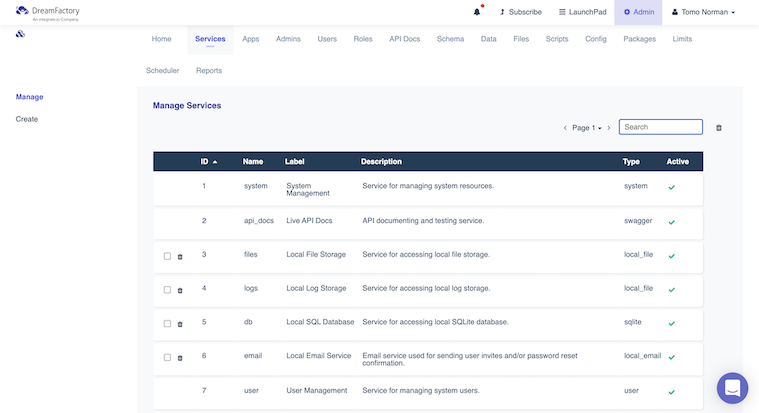 DreamFactory
An Integrate.io Company
Subscribe
LaunchPad
Admin
Tomo Norman
Home
Services
Apps
Admins
Users
Roles
API Docs
Schema
Data
Files
Scripts
Config
Packages
Limits
Scheduler
Reports
Manage
Create
Manage Services
Page 1
Search
ID Name Label Description Type Active
1 system System Management Service for managing system resources. system
2 api_docs Live API Docs API documenting and testing service. swagger
3 files Local File Storage Service for accessing local file storage. local_file
4 logs Local Log Storage Service for accessing local log storage. local_file
5 db Local SQL Database Service for accessing local SQLite database. sqlite
6 email Local Email Service Email service used for sending user invites and/or password reset confirmation. local_email
7 user User Management Service for managing system users. user